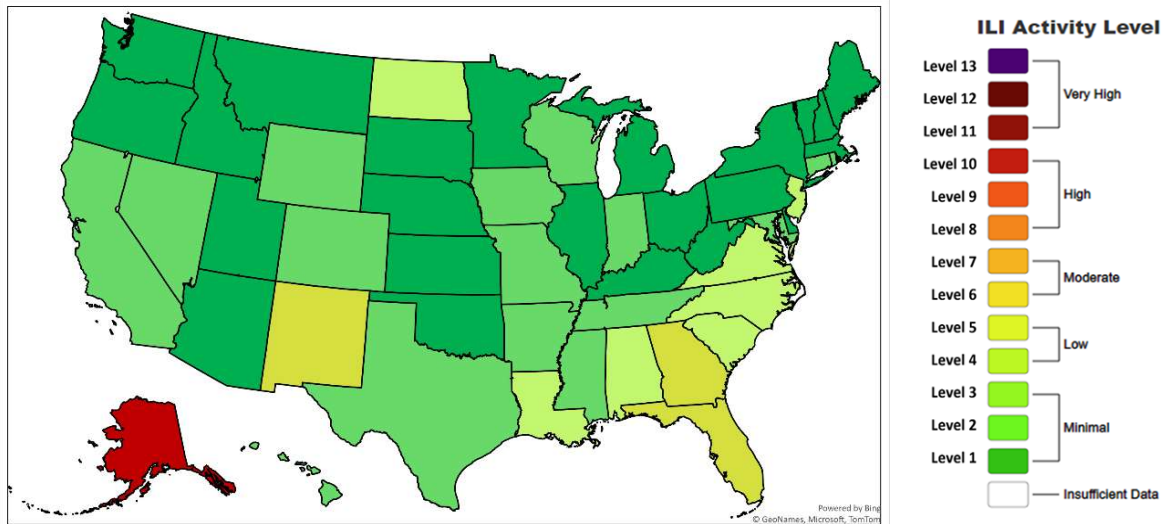 ILI Activity Level
Level 13
Level 12
Very High
Level 11
Level 10
Level 9
High
Level 8
Level 7
Moderate
Level 6
Level 5
Low
Level 4
Level 3
Level 2
Minimal
Level 1
Insufficient Data
Powered by Bing
© GeoNames, Microsoft, TomTom